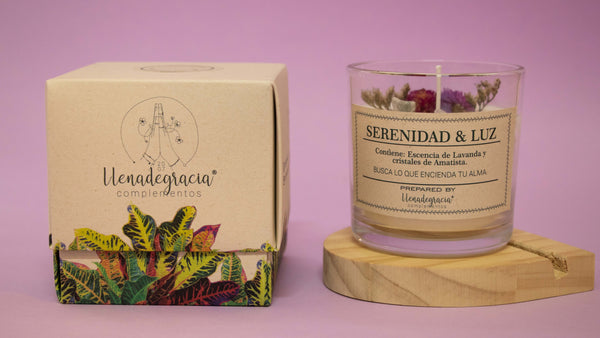 Llenadegracia®
complementos
SERENIDAD & LUZ
Contiene: Escencia de Lavanda y
cristales de Amatista.
BUSCA LO QUE ENCIENDA TU ALMA
PREPARED BY
Llenadegracia®
complementos